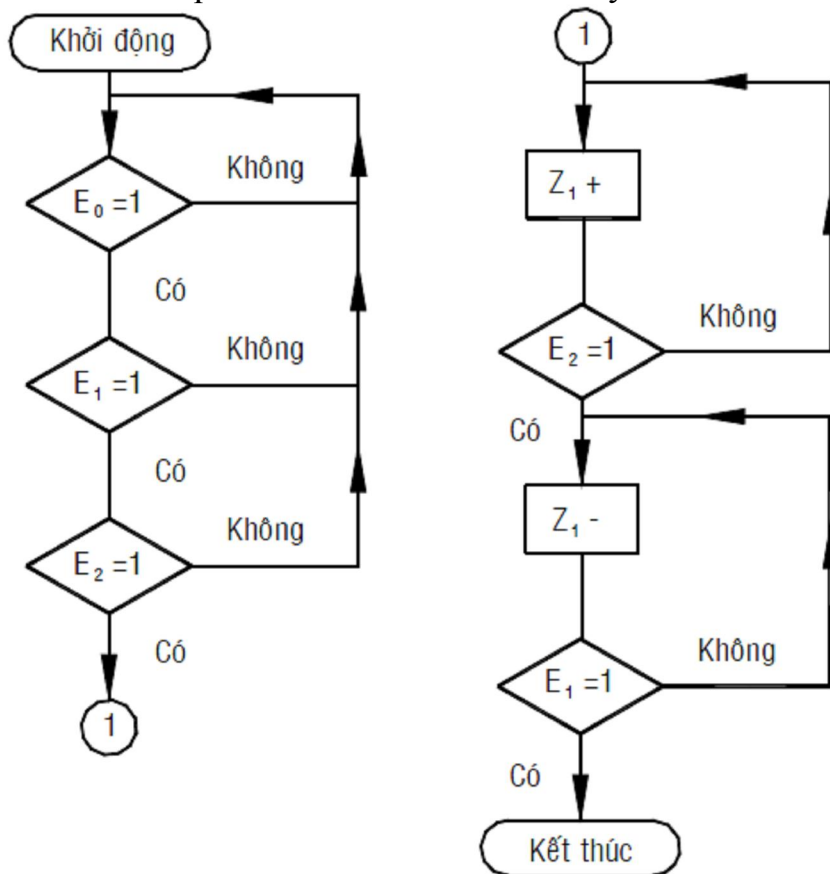 Khởi động
E₀ =1
Không
Có
E₁ =1
Không
Có
E₂ =1
Không
Có
1
1
Z₁ +
E₂ =1
Không
Có
Z₁ -
E₁ =1
Không
Có
Kết thúc